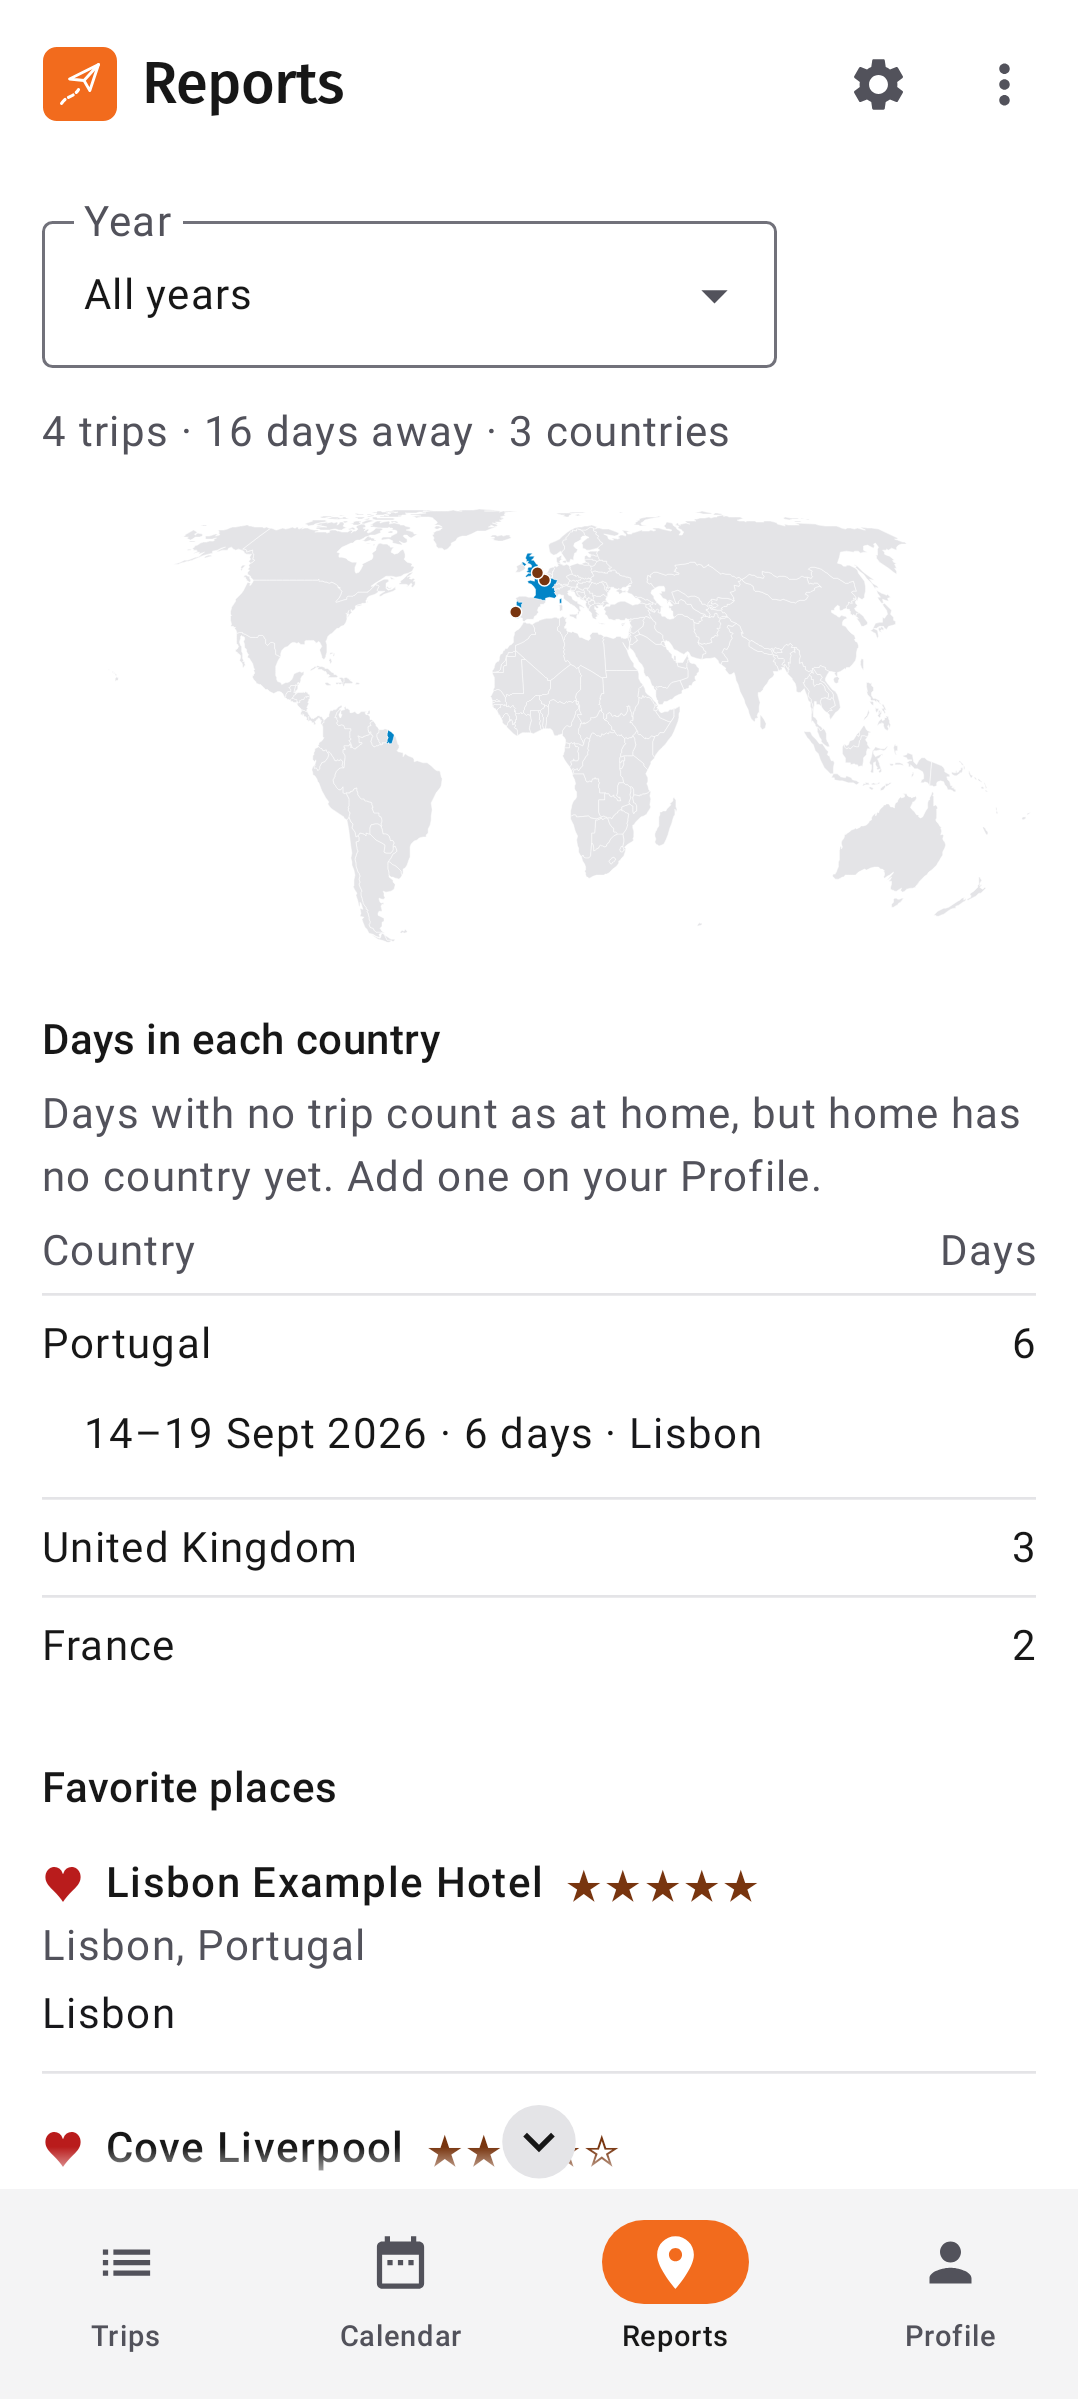 Reports
Year
All years
4 trips · 16 days away · 3 countries
Days in each country
Days with no trip count as at home, but home has
no country yet. Add one on your Profile.
Country Days
Portugal 6
14–19 Sept 2026 · 6 days · Lisbon
United Kingdom 3
France 2
Favorite places
Lisbon Example Hotel ★★★★★
Lisbon, Portugal
Lisbon
Cove Liverpool
Trips Calendar Reports Profile